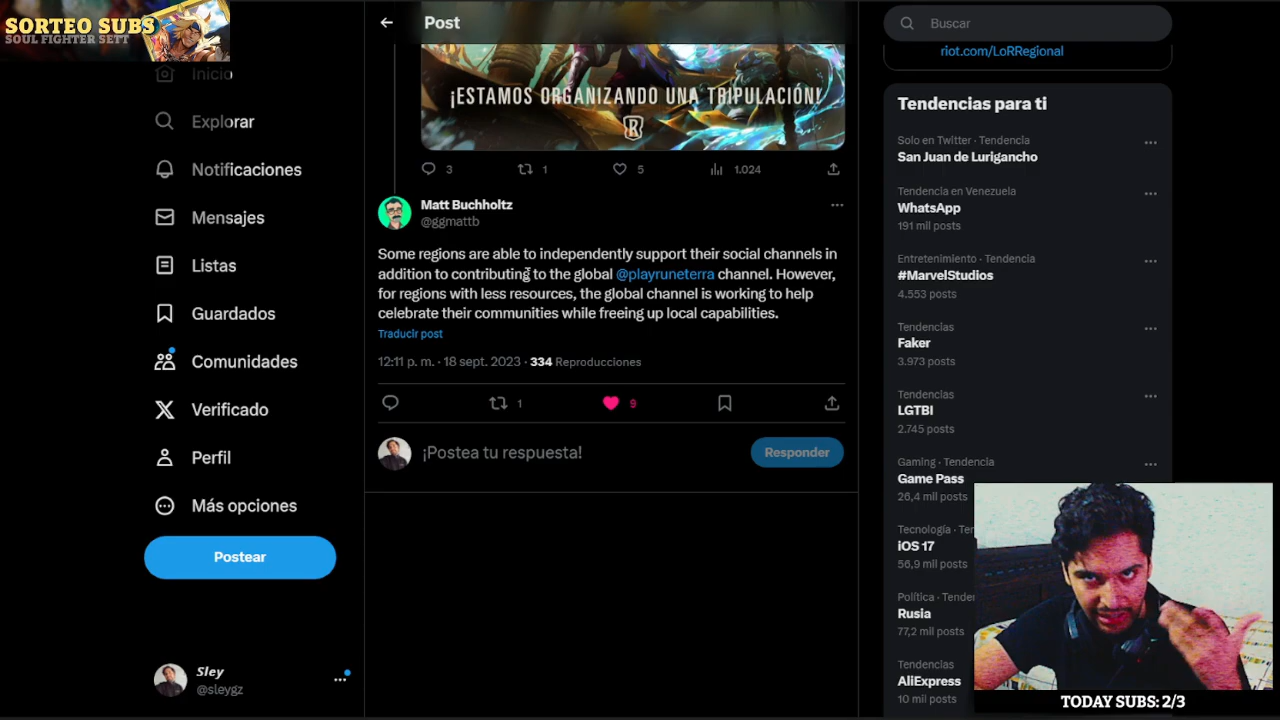 SORTEO SUBS
SOUL FIGHTER SETT
Inicio
Explorar
Notificaciones
Mensajes
Listas
Guardados
Comunidades
Verificado
Perfil
Más opciones
Postear
Sley
@sleygz
Post
¡ESTAMOS ORGANIZANDO UNA TRIPULACIÓN!
R
3 1 5 1.024
Matt Buchholtz
@ggmattb
Some regions are able to independently support their social channels in
addition to contributing to the global @playruneterra channel. However,
for regions with less resources, the global channel is working to help
celebrate their communities while freeing up local capabilities.
Traducir post
12:11 p. m. · 18 sept. 2023 · 334 Reproducciones
1 9
¡Postea tu respuesta!
Responder
Buscar
riot.com/LoRRegional
Tendencias para ti
Solo en Twitter · Tendencia
San Juan de Lurigancho
Tendencia en Venezuela
WhatsApp
191 mil posts
Entretenimiento · Tendencia
#MarvelStudios
4.553 posts
Tendencias
Faker
3.973 posts
Tendencias
LGTBI
2.745 posts
Gaming · Tendencia
Game Pass
26,4 mil posts
Tecnología · Ten
iOS 17
56,9 mil posts
Política · Tender
Rusia
77,2 mil posts
Tendencias
AliExpress
10 mil posts
TODAY SUBS: 2/3